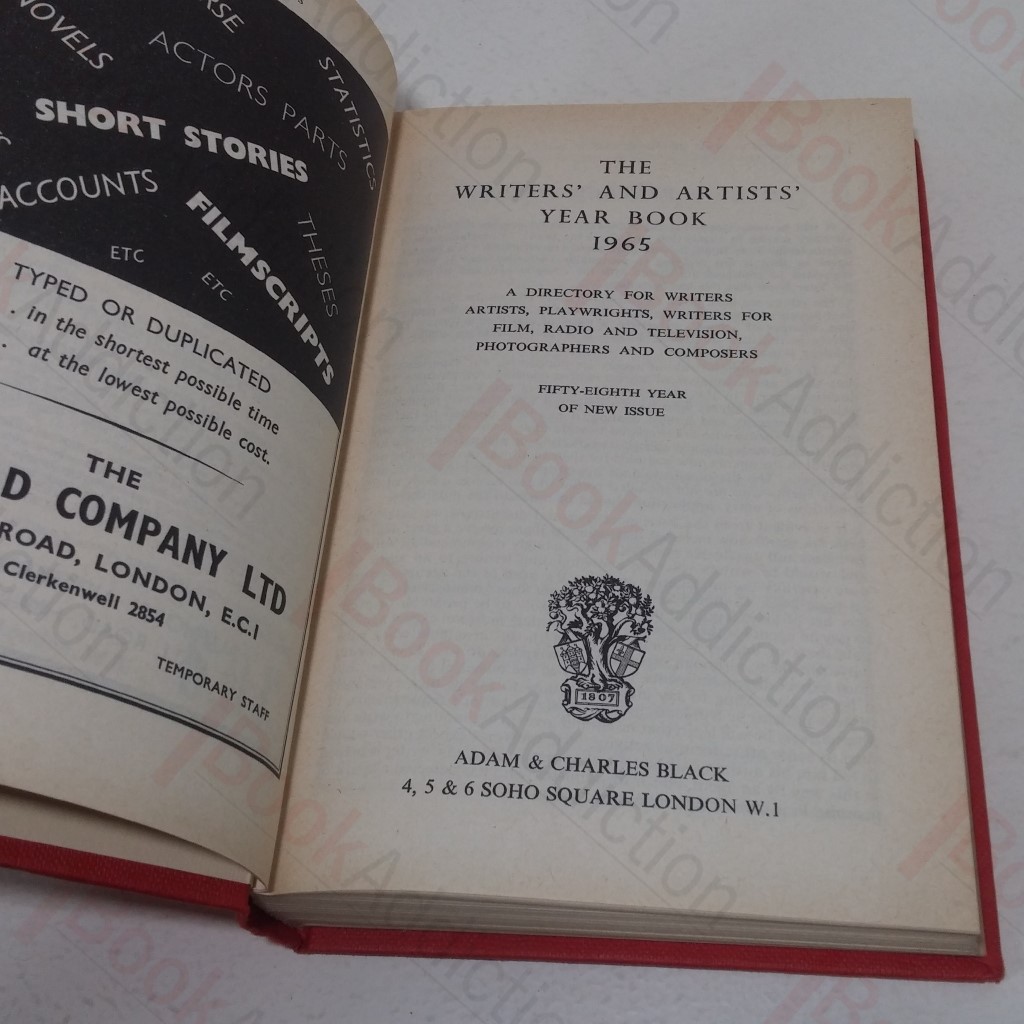 NOVELS
ACTORS PARTS
STATISTICS
SHORT STORIES
ACCOUNTS
FILMSCRIPTS
THESES
ETC
ETC
TYPED OR DUPLICATED
. in the shortest possible time
. at the lowest possible cost.
THE
D COMPANY LTD
ROAD, LONDON, E.C.1
Clerkenwell 2854
TEMPORARY STAFF
THE
WRITERS' AND ARTISTS'
YEAR BOOK
1965
A DIRECTORY FOR WRITERS
ARTISTS, PLAYWRIGHTS, WRITERS FOR
FILM, RADIO AND TELEVISION,
PHOTOGRAPHERS AND COMPOSERS
FIFTY-EIGHTH YEAR
OF NEW ISSUE
1807
ADAM & CHARLES BLACK
4, 5 & 6 SOHO SQUARE LONDON W.1
BookAddiction